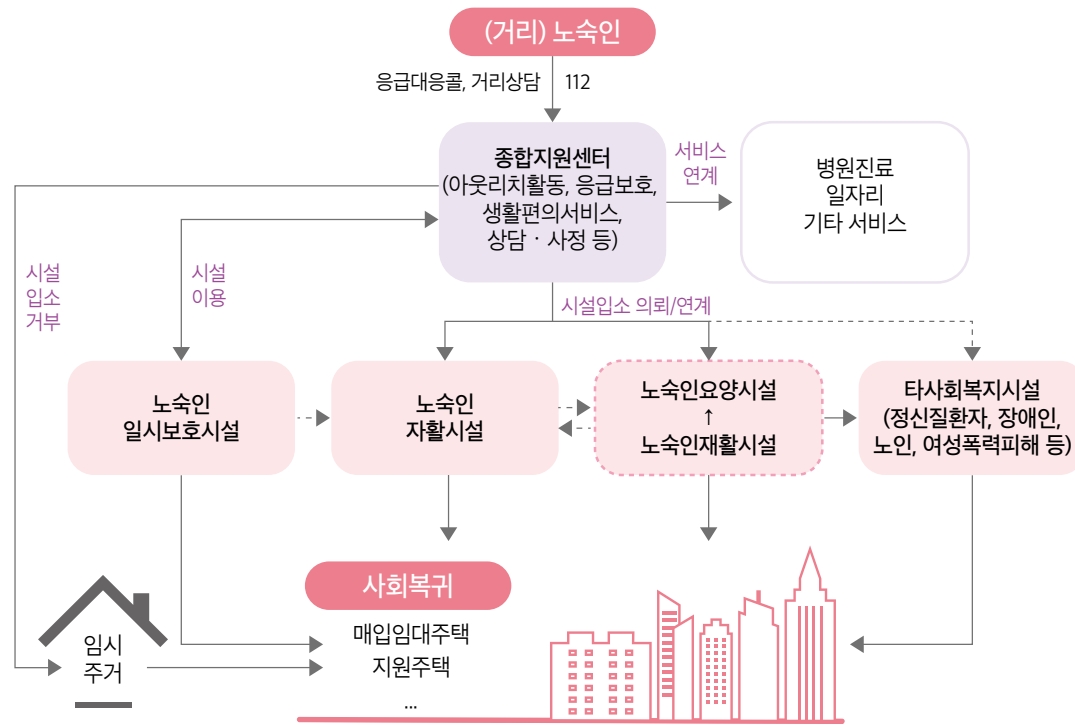 (거리) 노숙인
응급대응콜, 거리상담
112
종합지원센터
(아웃리치활동, 응급보호,
생활편의서비스,
상담 · 사정 등)
서비스
연계
병원진료
일자리
기타 서비스
시설
입소
거부
시설
이용
시설입소 의뢰/연계
노숙인
일시보호시설
노숙인
자활시설
노숙인요양시설
↑
노숙인재활시설
타사회복지시설
(정신질환자, 장애인,
노인, 여성폭력피해 등)
사회복귀
매입임대주택
지원주택
...
임시
주거